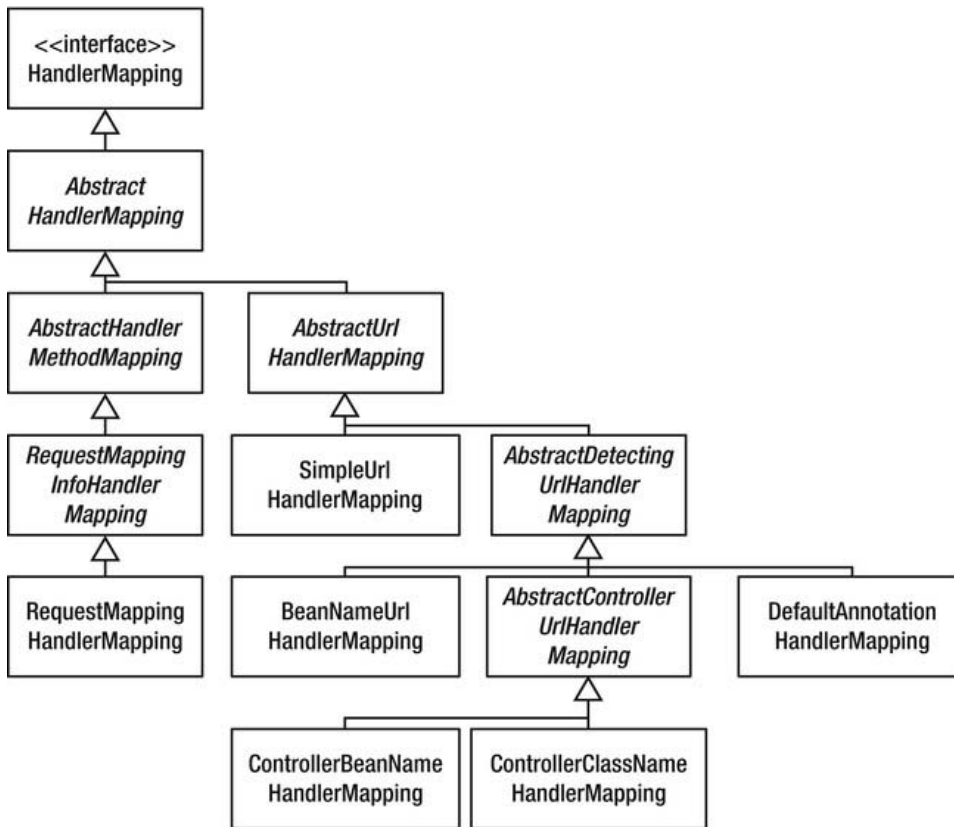 <<interface>>
HandlerMapping
Abstract
HandlerMapping
AbstractHandler
MethodMapping
AbstractUrl
HandlerMapping
RequestMapping
InfoHandler
Mapping
SimpleUrl
HandlerMapping
AbstractDetecting
UrlHandler
Mapping
RequestMapping
HandlerMapping
BeanNameUrl
HandlerMapping
AbstractController
UrlHandler
Mapping
DefaultAnnotation
HandlerMapping
ControllerBeanName
HandlerMapping
ControllerClassName
HandlerMapping